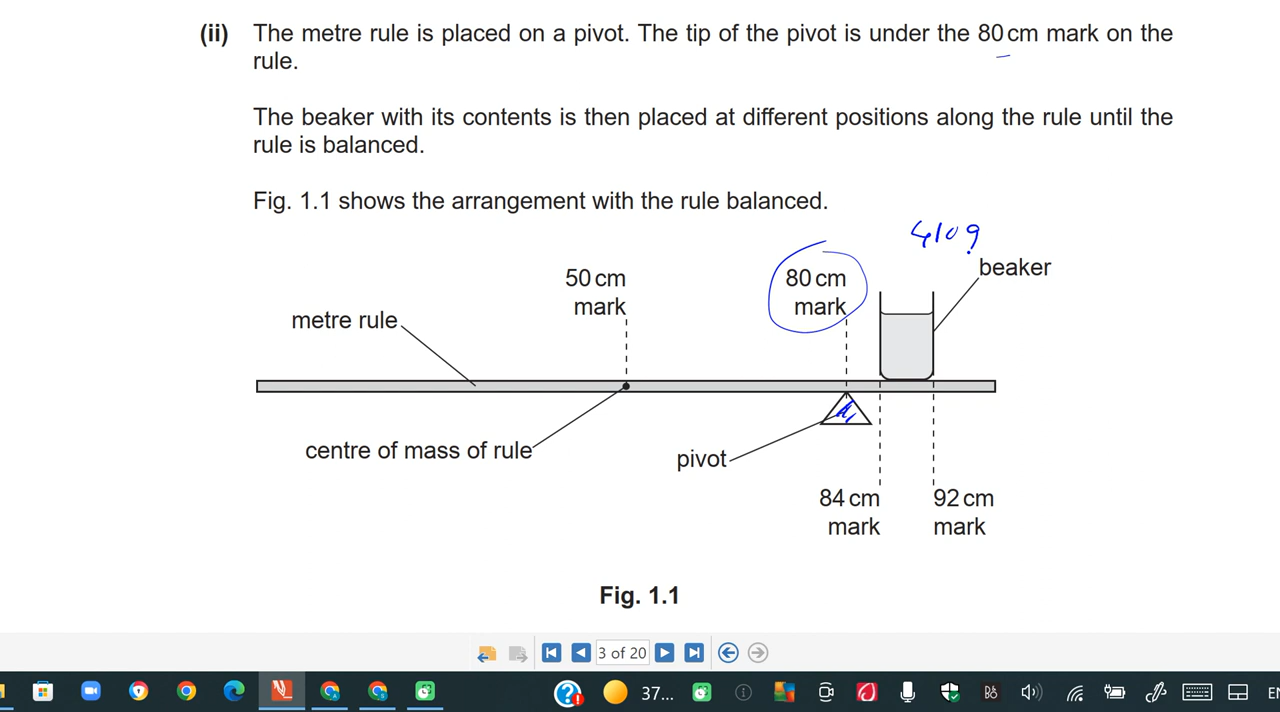 (ii) The metre rule is placed on a pivot. The tip of the pivot is under the 80 cm mark on the
rule.
The beaker with its contents is then placed at different positions along the rule until the
rule is balanced.
Fig. 1.1 shows the arrangement with the rule balanced.
410g
beaker
50 cm
mark
80 cm
mark
metre rule
centre of mass of rule
pivot
84 cm
mark
92 cm
mark
Fig. 1.1
3 of 20
37...
EN